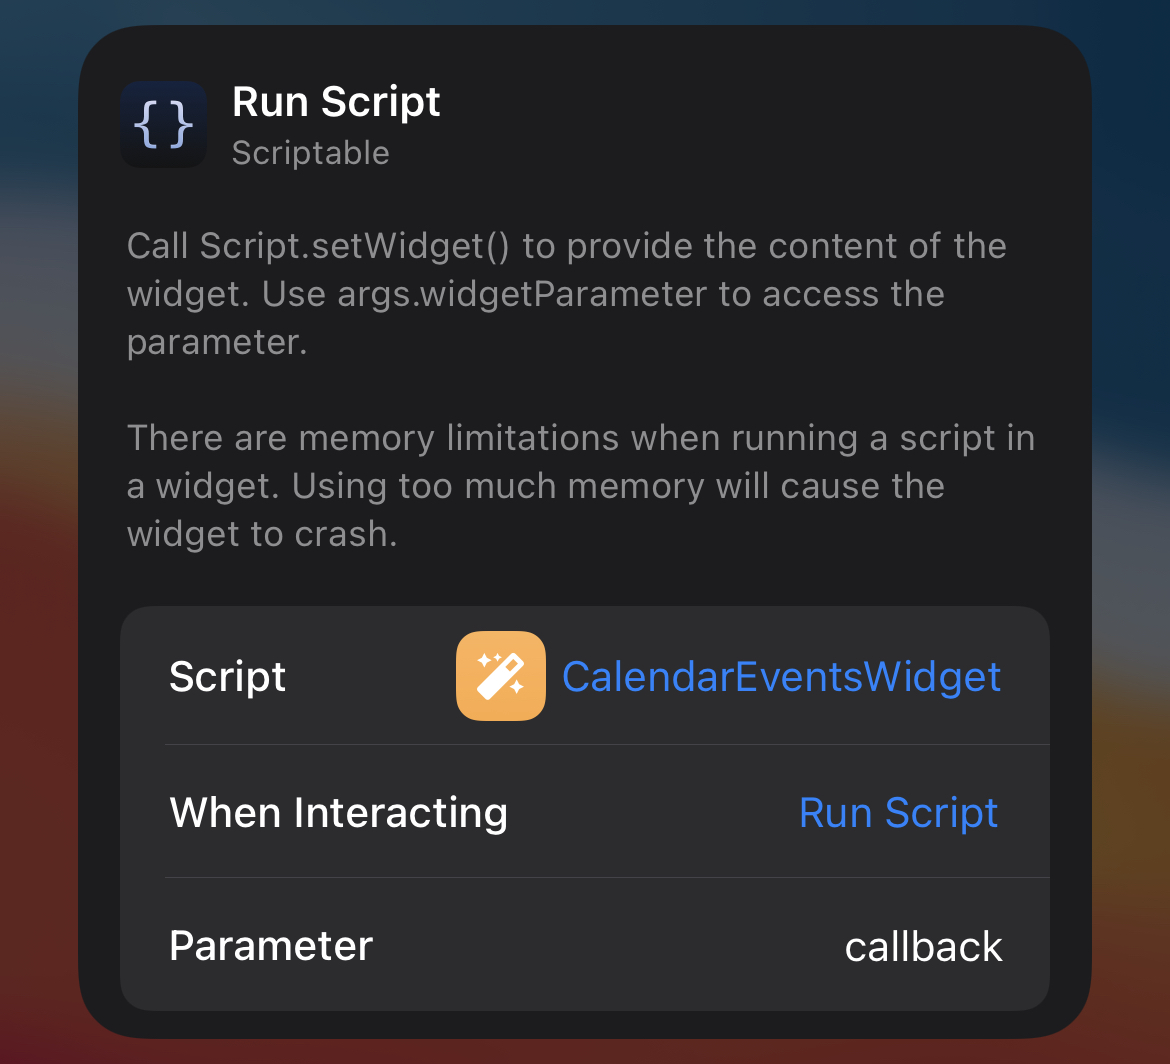 {}
Run Script
Scriptable
Call Script.setWidget() to provide the content of the
widget. Use args.widgetParameter to access the
parameter.
There are memory limitations when running a script in
a widget. Using too much memory will cause the
widget to crash.
Script CalendarEventsWidget
When Interacting Run Script
Parameter callback